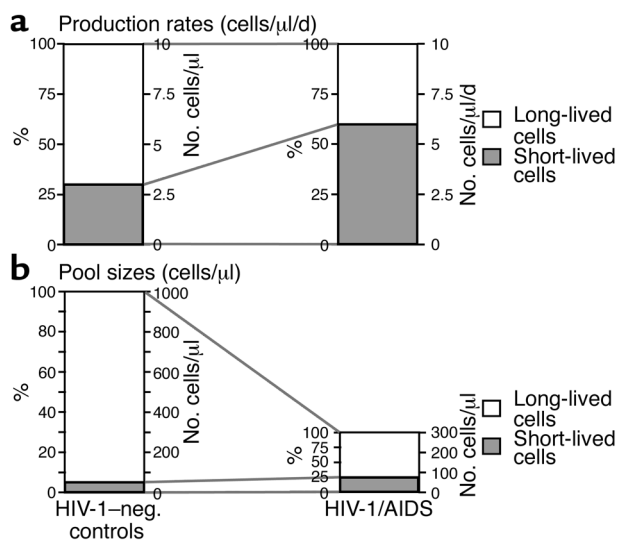 a Production rates (cells/µl/d)
100
75
50
25
0
%
10
7.5
5
2.5
0
No. cells/µl
100
75
50
25
0
%
10
7.5
5
2.5
0
No. cells/µl/d
Long-lived
cells
Short-lived
cells
b Pool sizes (cells/µl)
100
80
60
40
20
0
%
1000
800
600
400
200
0
No. cells/µl
100
75
50
25
0
%
300
200
100
0
No. cells/µl
Long-lived
cells
Short-lived
cells
HIV-1–neg.
controls
HIV-1/AIDS